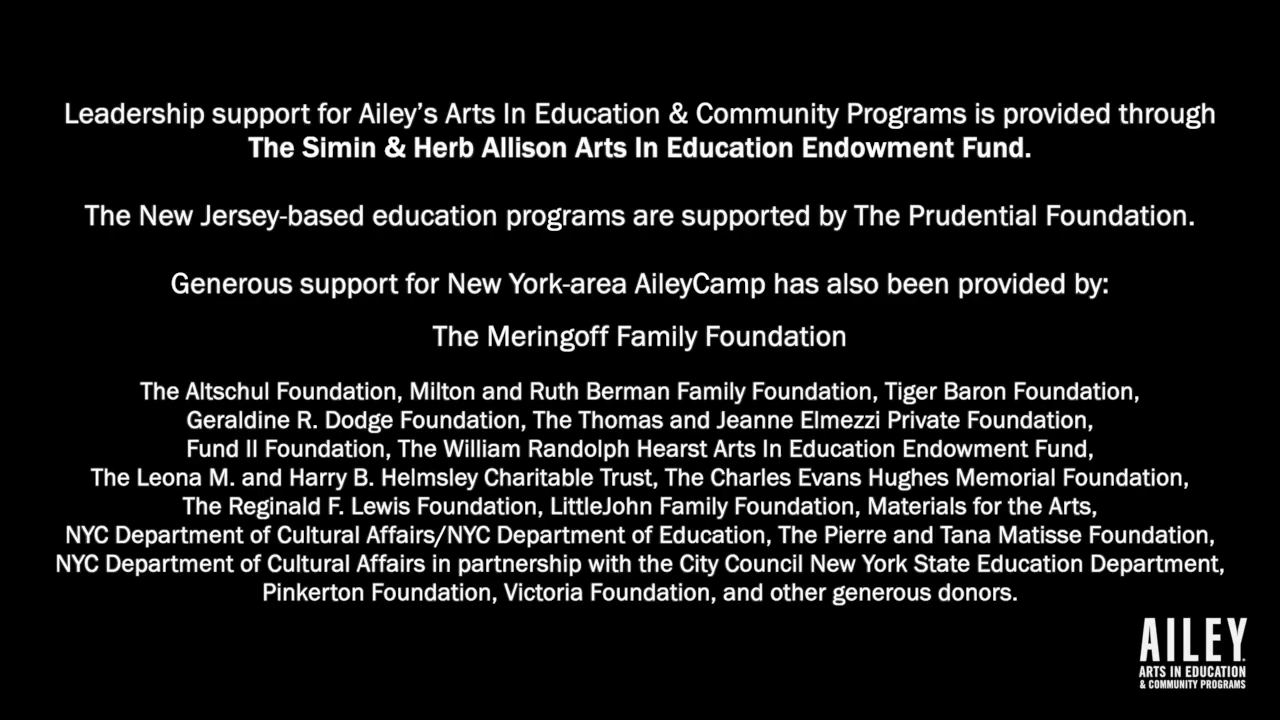 Leadership support for Ailey’s Arts In Education & Community Programs is provided through
The Simin & Herb Allison Arts In Education Endowment Fund.
The New Jersey-based education programs are supported by The Prudential Foundation.
Generous support for New York-area AileyCamp has also been provided by:
The Meringoff Family Foundation
The Altschul Foundation, Milton and Ruth Berman Family Foundation, Tiger Baron Foundation,
Geraldine R. Dodge Foundation, The Thomas and Jeanne Elmezzi Private Foundation,
Fund II Foundation, The William Randolph Hearst Arts In Education Endowment Fund,
The Leona M. and Harry B. Helmsley Charitable Trust, The Charles Evans Hughes Memorial Foundation,
The Reginald F. Lewis Foundation, LittleJohn Family Foundation, Materials for the Arts,
NYC Department of Cultural Affairs/NYC Department of Education, The Pierre and Tana Matisse Foundation,
NYC Department of Cultural Affairs in partnership with the City Council New York State Education Department,
Pinkerton Foundation, Victoria Foundation, and other generous donors.
AILEY
ARTS IN EDUCATION
& COMMUNITY PROGRAMS